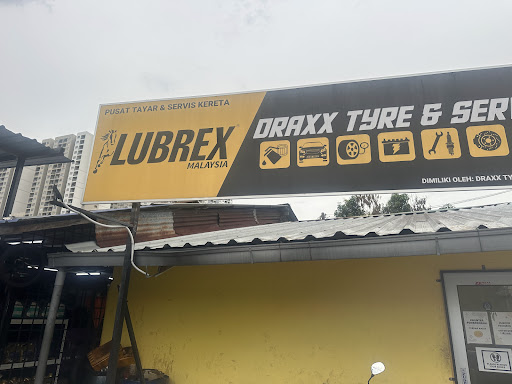 PUSAT TAYAR & SERVIS KERETA
LUBREX
MALAYSIA
DRAXX TYRE & SERV
DIMILIKI OLEH: DRAXX TY